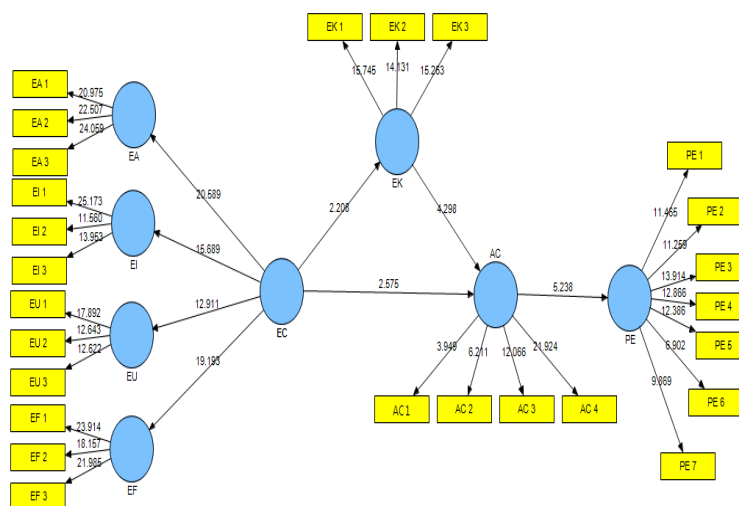 EK 1
EK 2
EK 3
15.745
14.131
15.263
EA 1
EA 2
EA 3
20.975
22.507
24.059
EA
EI 1
EI 2
EI 3
25.173
11.560
13.953
EI
EU 1
EU 2
EU 3
17.892
12.643
12.622
EU
EF 1
EF 2
EF 3
23.914
18.157
21.985
EF
20.589
15.689
12.911
19.193
EC
2.208
2.575
EK
4.298
AC
5.238
3.949
6.211
12.066
21.924
AC 1
AC 2
AC 3
AC 4
PE
11.465
11.259
13.914
12.866
12.386
6.902
9.869
PE 1
PE 2
PE 3
PE 4
PE 5
PE 6
PE 7